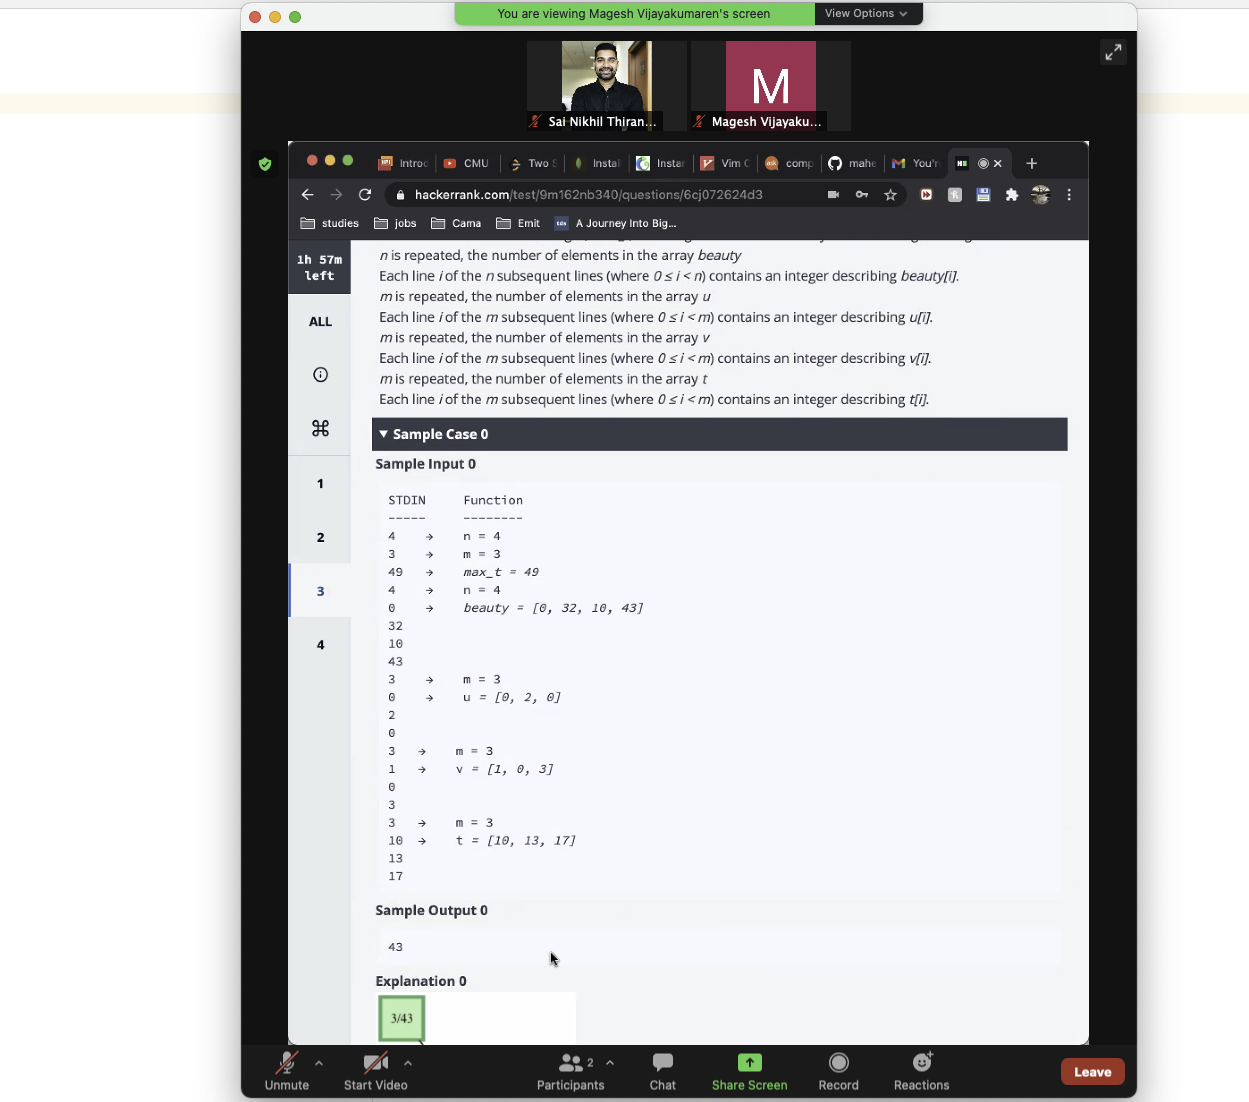 You are viewing Magesh Vijayakumaren's screen
View Options
Sai Nikhil Thiran...
M
Magesh Vijayaku...
Introd
CMU
Two S
Instal
Instar
Vim C
comp
mahe
You'r
hackerrank.com/test/9m162nb340/questions/6cj072624d3
studies
jobs
Cama
Emit
A Journey Into Big...
1h 57m
left
ALL
1
2
3
4
n is repeated, the number of elements in the array beauty
Each line i of the n subsequent lines (where 0 ≤ i < n) contains an integer describing beauty[i].
m is repeated, the number of elements in the array u
Each line i of the m subsequent lines (where 0 ≤ i < m) contains an integer describing u[i].
m is repeated, the number of elements in the array v
Each line i of the m subsequent lines (where 0 ≤ i < m) contains an integer describing v[i].
m is repeated, the number of elements in the array t
Each line i of the m subsequent lines (where 0 ≤ i < m) contains an integer describing t[i].
Sample Case 0
Sample Input 0
STDIN Function
----- --------
4 → n = 4
3 → m = 3
49 → max_t = 49
4 → n = 4
0 → beauty = [0, 32, 10, 43]
32
10
43
3 → m = 3
0 → u = [0, 2, 0]
2
0
3 → m = 3
1 → v = [1, 0, 3]
0
3
3 → m = 3
10 → t = [10, 13, 17]
13
17
Sample Output 0
43
Explanation 0
3/43
Unmute
Start Video
2
Participants
Chat
Share Screen
Record
Reactions
Leave